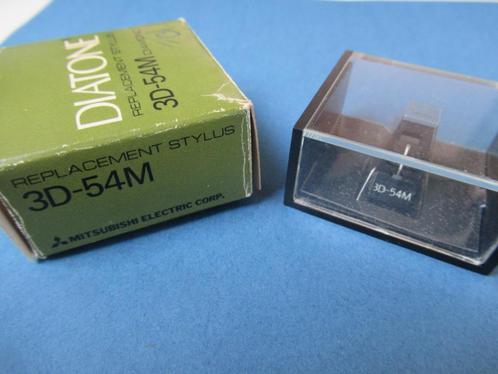 DIATONE
REPLACEMENT STYLUS
3D-54M
REPLACEMENT STYLUS
3D-54M
MITSUBISHI ELECTRIC CORP.
3D-54M